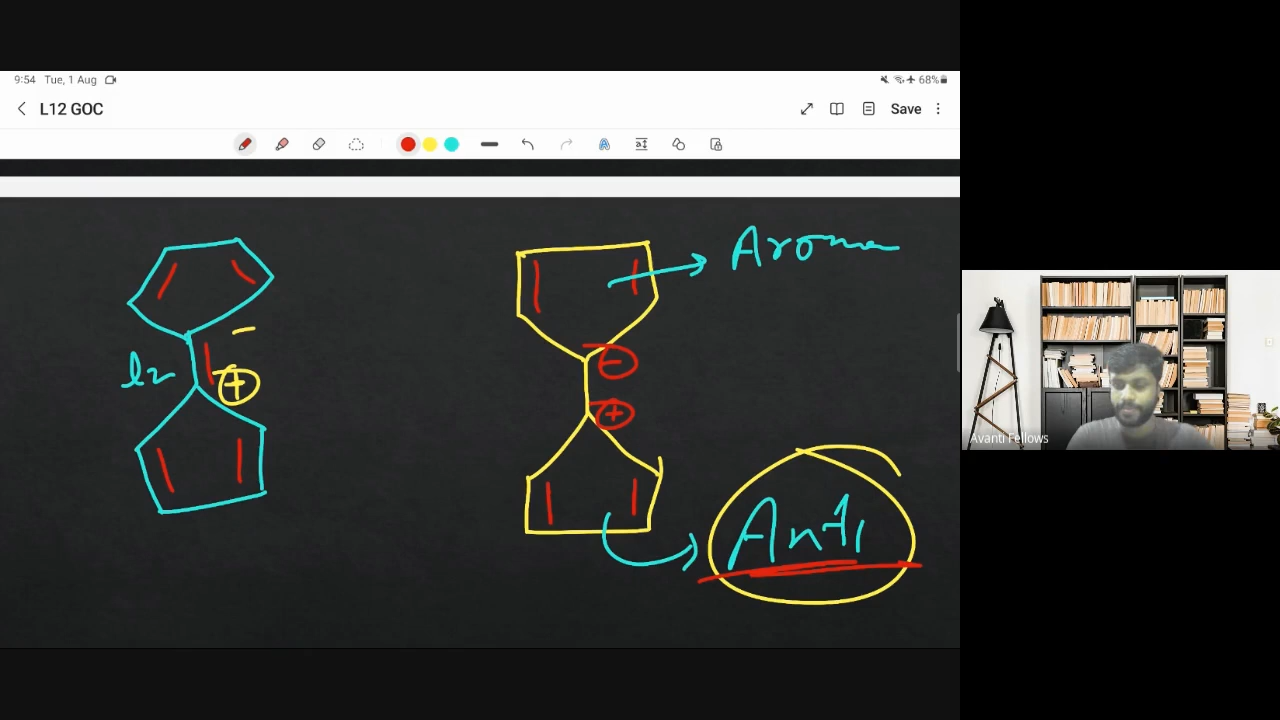 9:54 Tue, 1 Aug 68%
L12 GOC
Save
Aroma
l2
Anti
Avanti Fellows